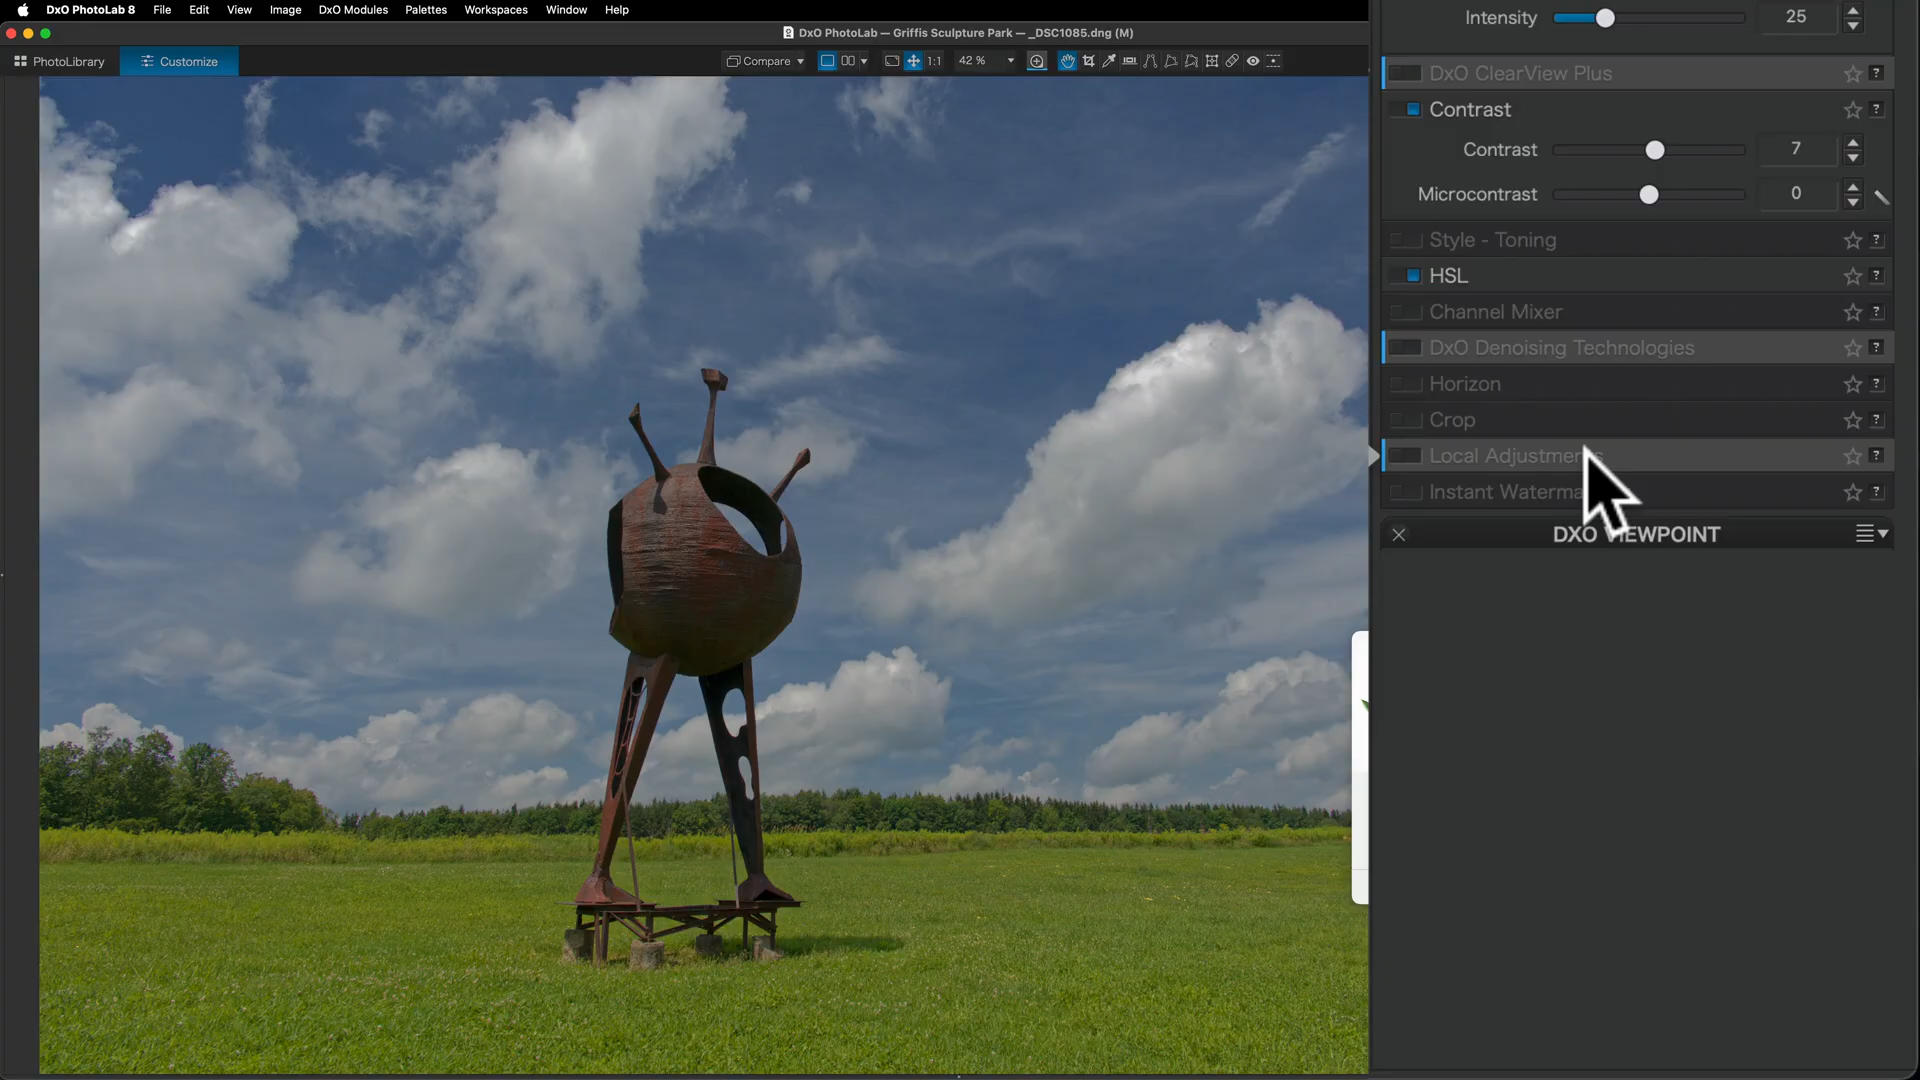 DxO PhotoLab 8 File Edit View Image DxO Modules Palettes Workspaces Window Help
DxO PhotoLab — Griffis Sculpture Park — _DSC1085.dng (M)
PhotoLibrary Customize Compare 1:1 42 %
Intensity 25
DxO ClearView Plus ?
Contrast ?
Contrast 7
Microcontrast 0
Style - Toning ?
HSL ?
Channel Mixer ?
DxO Denoising Technologies ?
Horizon ?
Crop ?
Local Adjustments ?
Instant Waterma ?
DXO VIEWPOINT